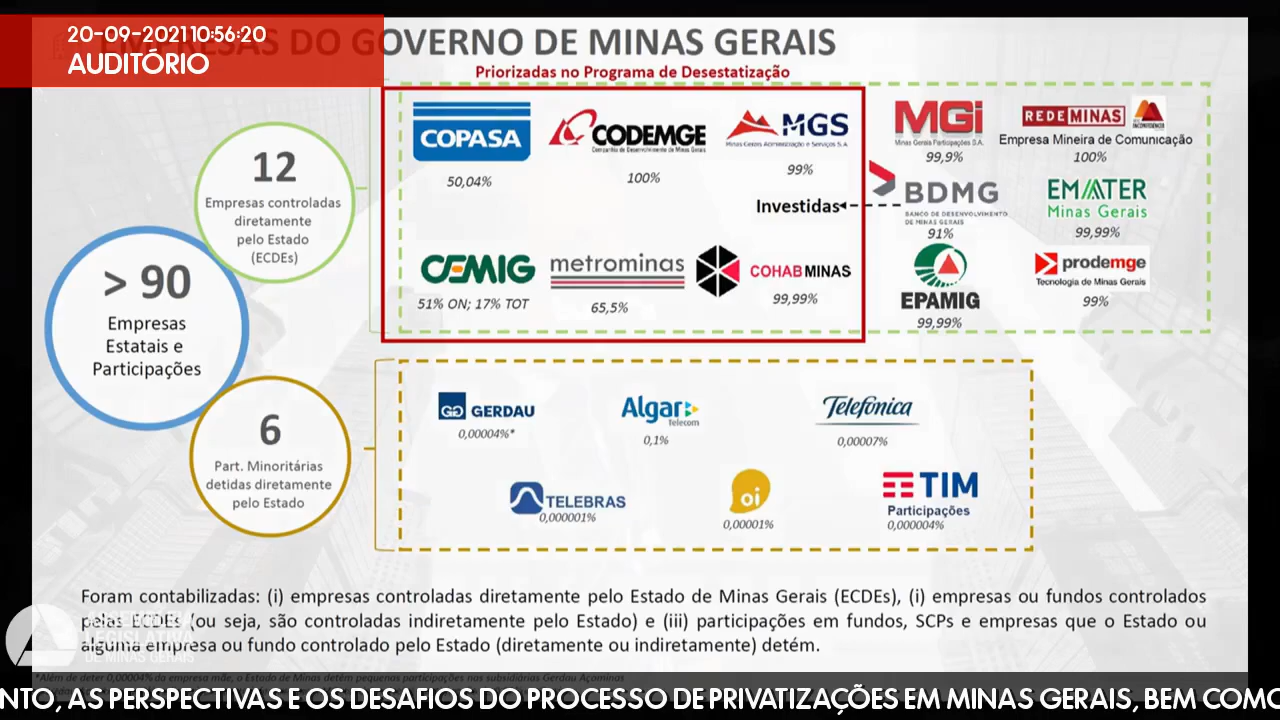 20-09-2021 10:56:20
AUDITÓRIO
DO GOVERNO DE MINAS GERAIS
Priorizadas no Programa de Desestatização
12
Empresas controladas
diretamente
pelo Estado
(ECDEs)
> 90
Empresas
Estatais e
Participações
6
Part. Minoritárias
detidas diretamente
pelo Estado
COPASA
50,04%
CODEMGE
Companhia de Desenvolvimento de Minas Gerais
100%
MGS
Minas Gerais Administração e Serviços S.A.
99%
Investidas
CEMIG
51% ON; 17% TOT
metrominas
65,5%
COHAB MINAS
99,99%
MGi
Minas Gerais Participações S.A.
99,9%
REDE MINAS
Empresa Mineira de Comunicação
100%
BDMG
BANCO DE DESENVOLVIMENTO
DE MINAS GERAIS
91%
EMATER
Minas Gerais
99,99%
EPAMIG
99,99%
prodemge
Tecnologia de Minas Gerais
99%
GERDAU
0,00004%*
Algar
Telecom
0,1%
Telefónica
0,00007%
TELEBRAS
0,000001%
oi
0,00001%
TIM
Participações
0,000004%
Foram contabilizadas: (i) empresas controladas diretamente pelo Estado de Minas Gerais (ECDEs), (i) empresas ou fundos controlados
pelas ECDEs (ou seja, são controladas indiretamente pelo Estado) e (iii) participações em fundos, SCPs e empresas que o Estado ou
alguma empresa ou fundo controlado pelo Estado (diretamente ou indiretamente) detém.
ASSEMBLEIA
LEGISLATIVA
DE MINAS GERAIS
*Além de deter 0,00004% da empresa mãe, o Estado de Minas detém pequenas participações nas subsidiárias Gerdau Açominas
NTO, AS PERSPECTIVAS E OS DESAFIOS DO PROCESSO DE PRIVATIZAÇÕES EM MINAS GERAIS, BEM COMO